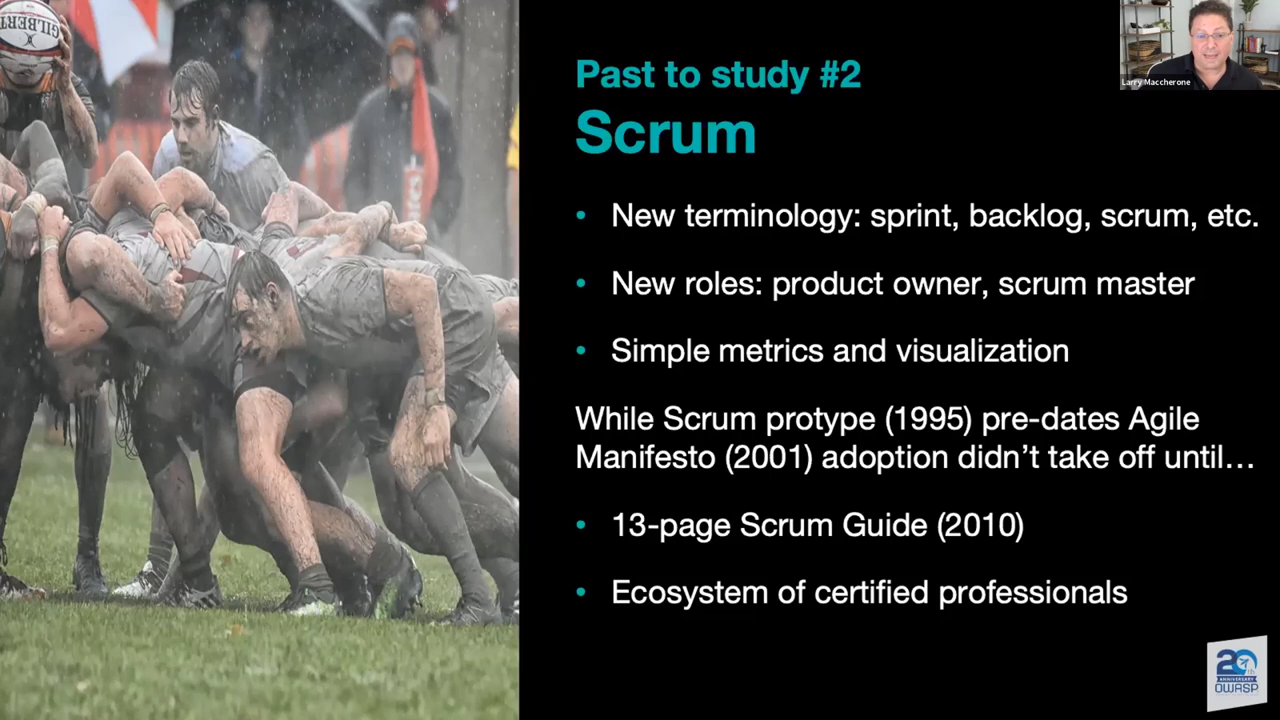 GILBERT
Past to study #2
Scrum
• New terminology: sprint, backlog, scrum, etc.
• New roles: product owner, scrum master
• Simple metrics and visualization
While Scrum protype (1995) pre-dates Agile
Manifesto (2001) adoption didn’t take off until…
• 13-page Scrum Guide (2010)
• Ecosystem of certified professionals
Larry Maccherone
20th
ANNIVERSARY
OWASP